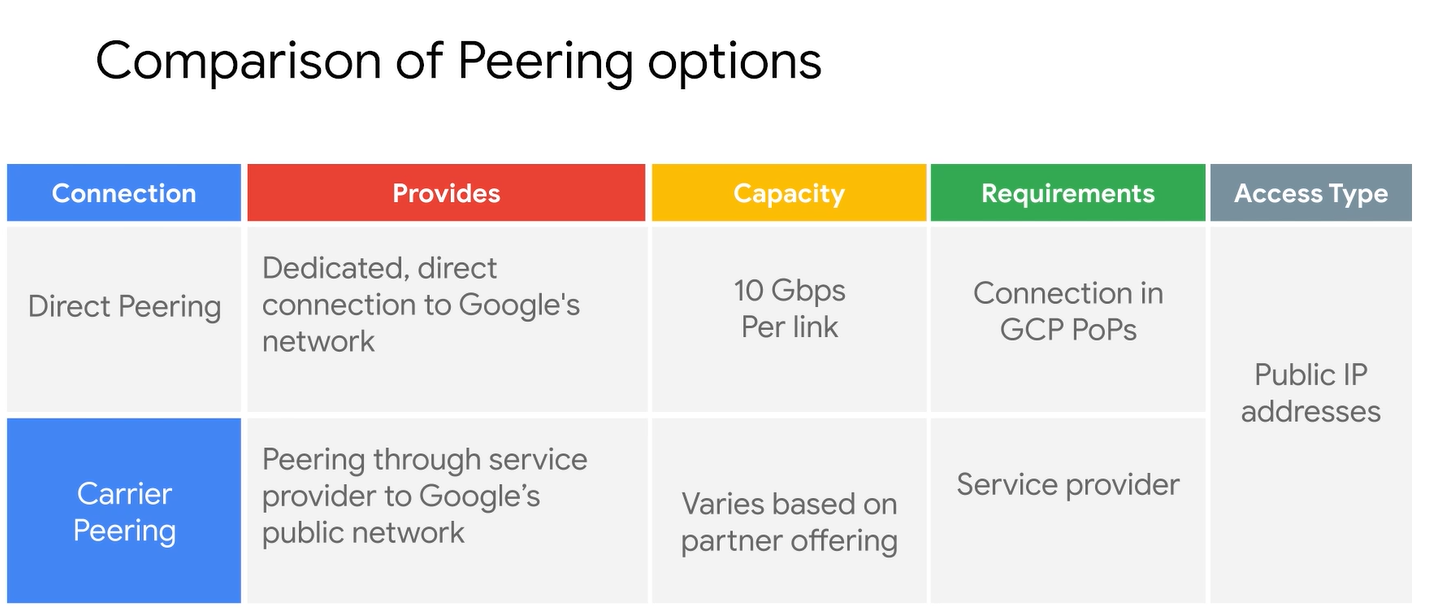 Comparison of Peering options
Connection
Provides
Capacity
Requirements
Access Type
Direct Peering
Dedicated, direct
connection to Google's
network
10 Gbps
Per link
Connection in
GCP PoPs
Public IP
addresses
Carrier
Peering
Peering through service
provider to Google’s
public network
Varies based on
partner offering
Service provider